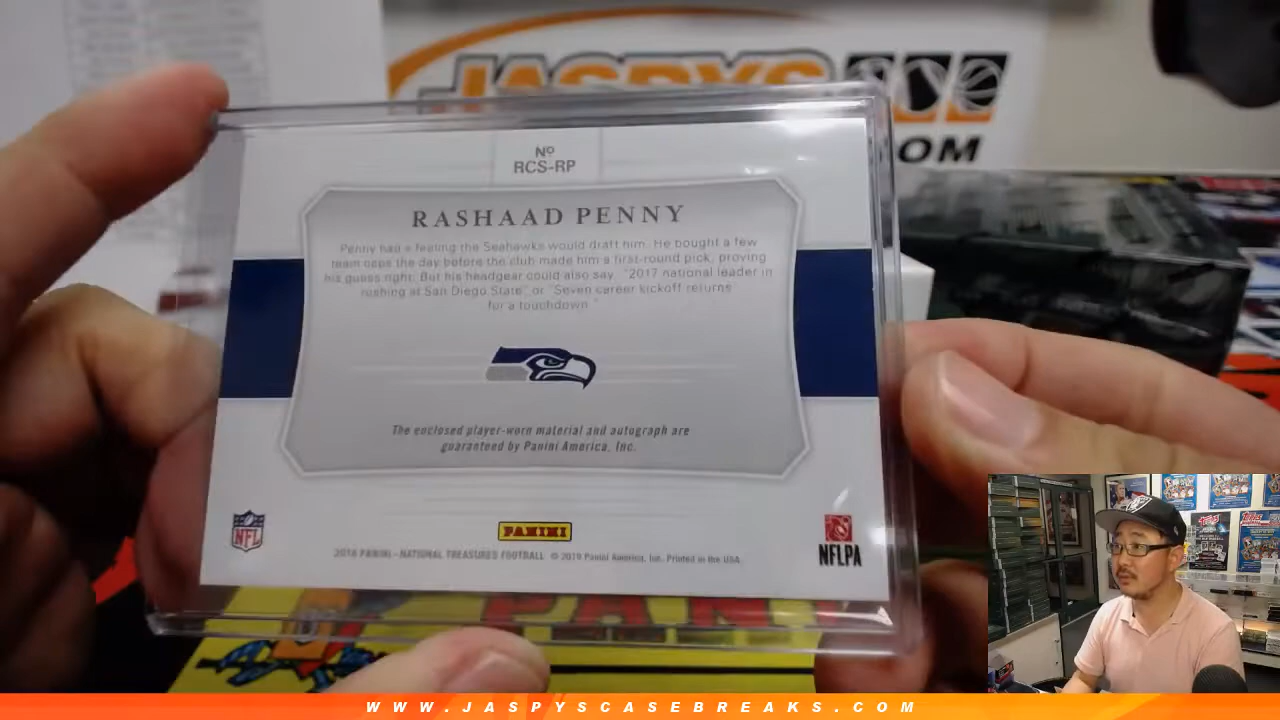 JASPYS
.COM
Nº
RCS-RP
RASHAAD PENNY
Penny had a feeling the Seahawks would draft him. He bought a few
team caps the day before the club made him a first-round pick, proving
his guess right. But his headgear could also say, "2017 national leader in
rushing at San Diego State" or "Seven career kickoff returns
for a touchdown."
The enclosed player-worn material and autograph are
guaranteed by Panini America, Inc.
NFL
PANINI
2018 PANINI – NATIONAL TREASURES FOOTBALL © 2019 Panini America, Inc. Printed in the USA.
NFLPA
PANINI
WWW.JASPYSCASEBREAKS.COM